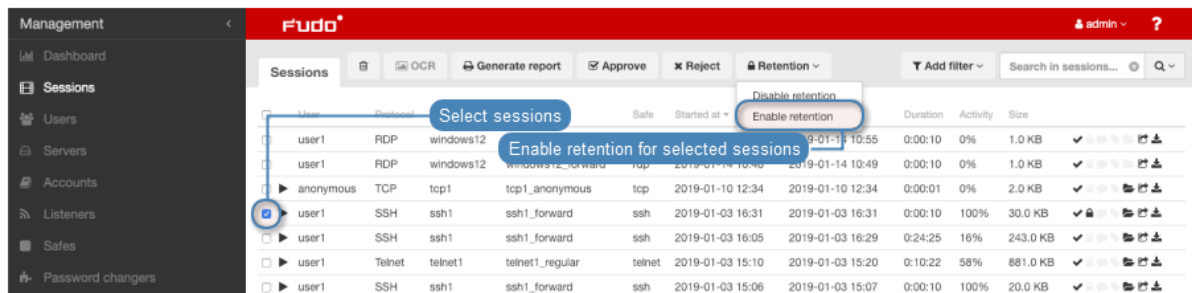 Management
Fudo
admin
?
Dashboard
Sessions OCR Generate report Approve Reject Retention Add filter Search in sessions...
Sessions
Disable retention
Enable retention
User Protocol Safe Started at Duration Activity Size
Select sessions
Enable retention for selected sessions
Users
user1 RDP windows12 10:55 0:00:10 0% 1.0 KB
Servers
user1 RDP windows12 windows12_forward rdp 2019-01-14 2019-01-14 10:49 0:00:10 0% 1.0 KB
Accounts
anonymous TCP tcp1 tcp1_anonymous tcp 2019-01-10 12:34 2019-01-10 12:34 0:00:01 0% 2.0 KB
Listeners
user1 SSH ssh1 ssh1_forward ssh 2019-01-03 16:31 2019-01-03 16:31 0:00:10 100% 30.0 KB
Safes
user1 SSH ssh1 ssh1_forward ssh 2019-01-03 16:05 2019-01-03 16:29 0:24:25 16% 243.0 KB
user1 Telnet telnet1 telnet1_regular telnet 2019-01-03 15:10 2019-01-03 15:20 0:10:22 58% 881.0 KB
Password changers
user1 SSH ssh1 ssh1_forward ssh 2019-01-03 15:06 2019-01-03 15:07 0:00:10 100% 20.0 KB